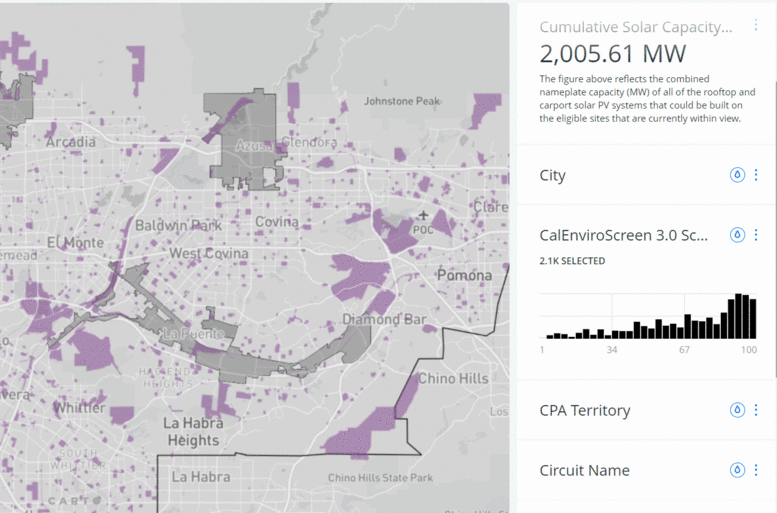 Cumulative Solar Capacity...
2,005.61 MW
The figure above reflects the combined
nameplate capacity (MW) of all of the rooftop and
carport solar PV systems that could be built on
the eligible sites that are currently within view.
City
CalEnviroScreen 3.0 Sc...
2.1K SELECTED
1 34 67 100
CPA Territory
Circuit Name
Johnstone Peak
Arcadia
Azusa
Glendora
Clare
Baldwin Park
Covina
POC
El Monte
West Covina
emead
Pomona
La Puente
Diamond Bar
HACIENDA
HEIGHTS
Chino Hills
Whittier
La Habra
Heights
Los
SOUTH
WHITTIER
La Habra
Chino Hills State Park
CARTO